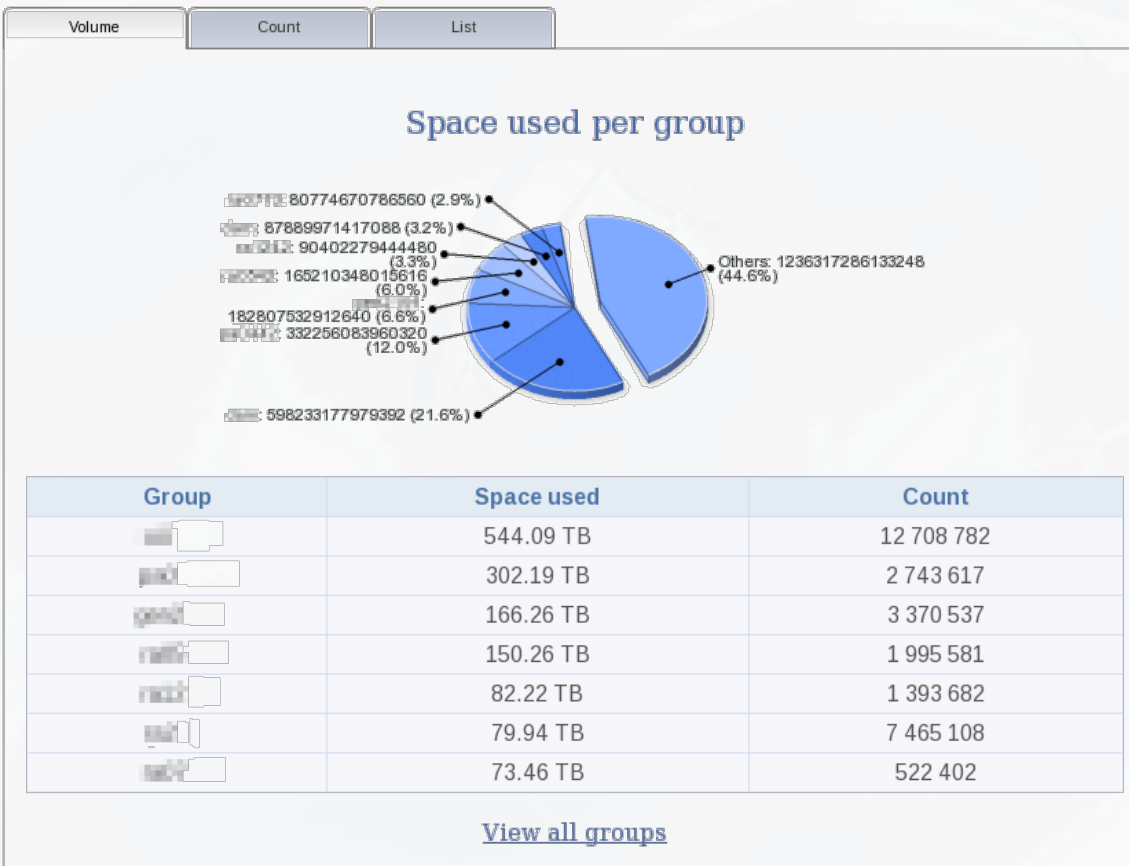 Volume Count List
Space used per group
: 80774670786560 (2.9%)
: 87889971417088 (3.2%)
: 90402279444480
(3.3%)
: 165210348015616
(6.0%)
:
182807532912640 (6.6%)
: 332256083960320
(12.0%)
: 598233177979392 (21.6%)
Others: 1236317286133248
(44.6%)
Group Space used Count
544.09 TB 12 708 782
302.19 TB 2 743 617
166.26 TB 3 370 537
150.26 TB 1 995 581
82.22 TB 1 393 682
79.94 TB 7 465 108
73.46 TB 522 402
View all groups